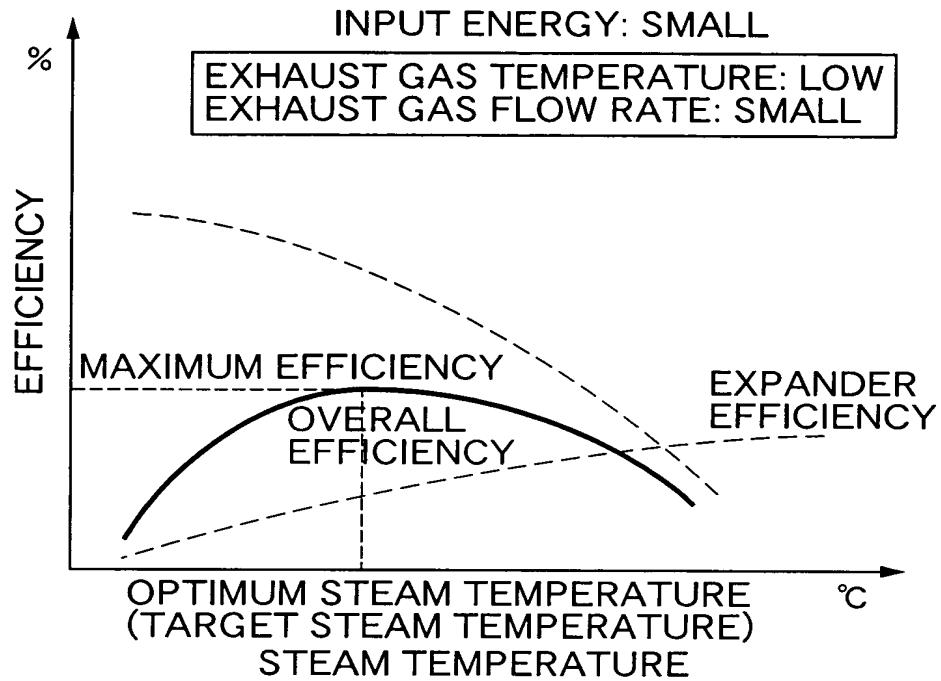 INPUT ENERGY: SMALL
%
EXHAUST GAS TEMPERATURE: LOW
EXHAUST GAS FLOW RATE: SMALL
EFFICIENCY
MAXIMUM EFFICIENCY
EXPANDER
EFFICIENCY
OVERALL
EFFICIENCY
OPTIMUM STEAM TEMPERATURE
°C
(TARGET STEAM TEMPERATURE)
STEAM TEMPERATURE